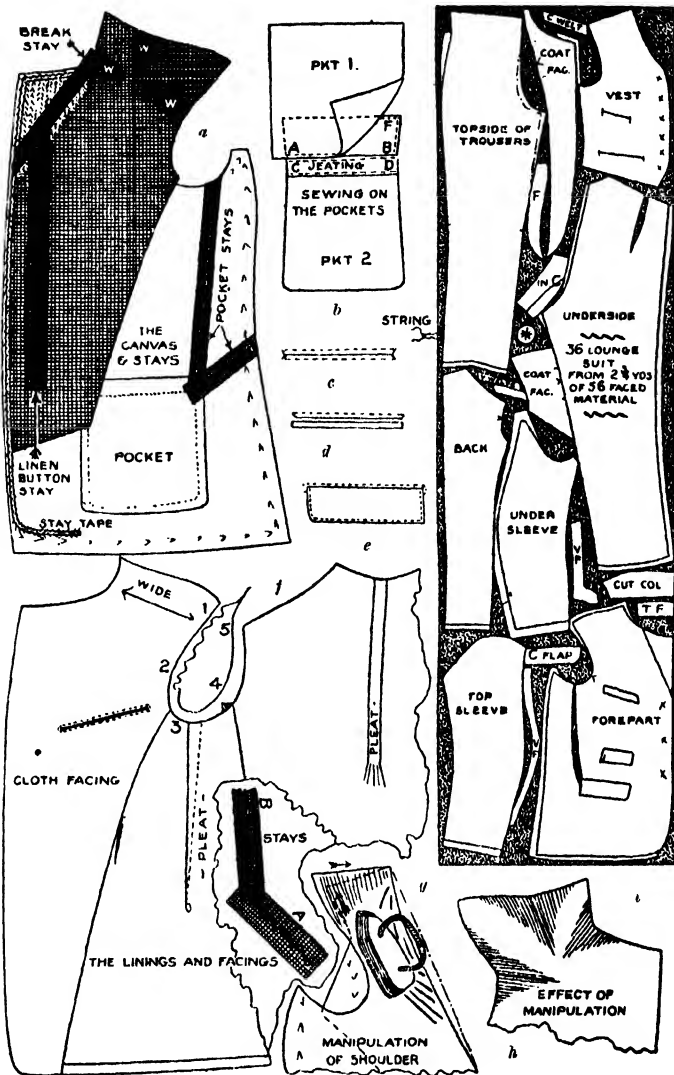 BREAK
STAY
W
W
W
a
POCKET STAYS
THE
CANVAS
& STAYS
POCKET
LINEN
BUTTON
STAY
STAY TAPE
PKT 1.
F
A B
C JEATING D
SEWING ON
THE POCKETS
PKT 2
b
STRING
c
d
e
C WELT
COAT
FAC.
VEST
TOPSIDE OF
TROUSERS
F
IN C
UNDERSIDE
36 LOUNGE
SUIT
FROM 2¾ YDS
OF 56 FACED
MATERIAL
COAT
FAC.
BACK
UNDER
SLEEVE
V P
CUT COL
T F
C FLAP
TOP
SLEEVE
FOREPART
WIDE
1
2
3
4
5
f
PLEAT
CLOTH FACING
PLEAT
B
STAYS
A
THE LININGS AND FACINGS
g
MANIPULATION
OF SHOULDER
h
i
EFFECT OF
MANIPULATION